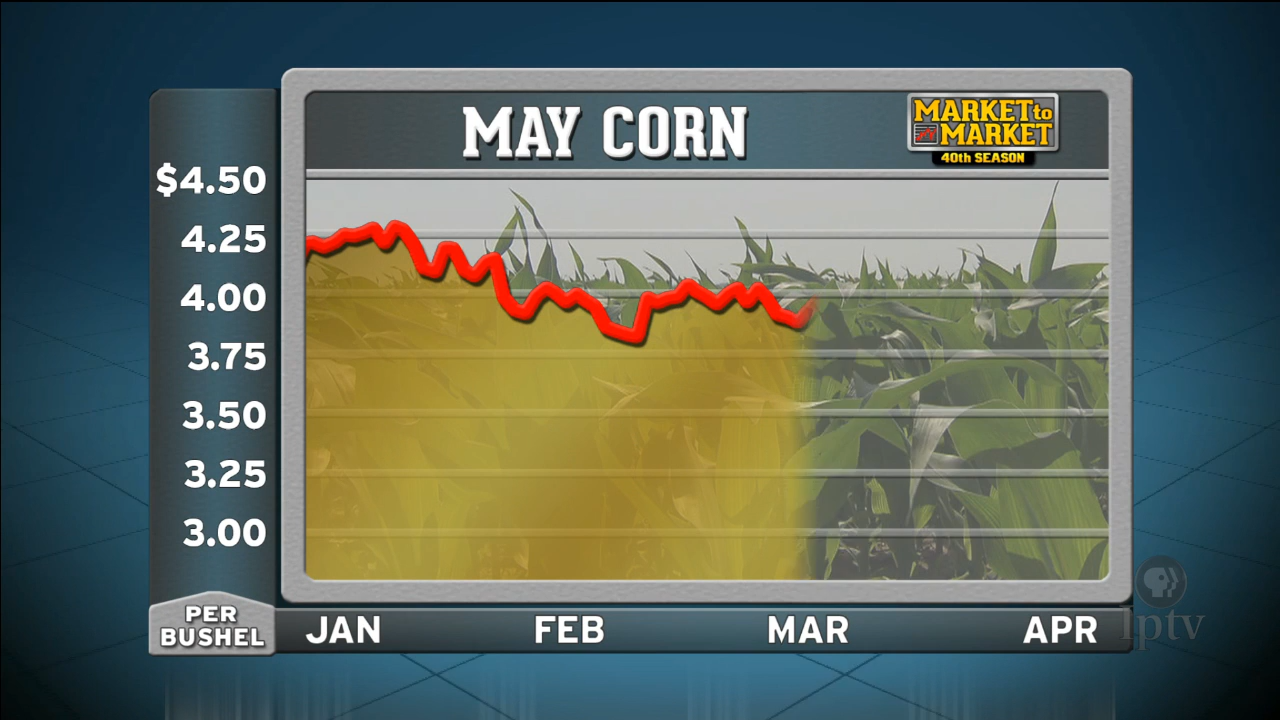 MAY CORN
MARKET to
MARKET
40th SEASON
$4.50
4.25
4.00
3.75
3.50
3.25
3.00
PER
BUSHEL
JAN FEB MAR APR
iptv